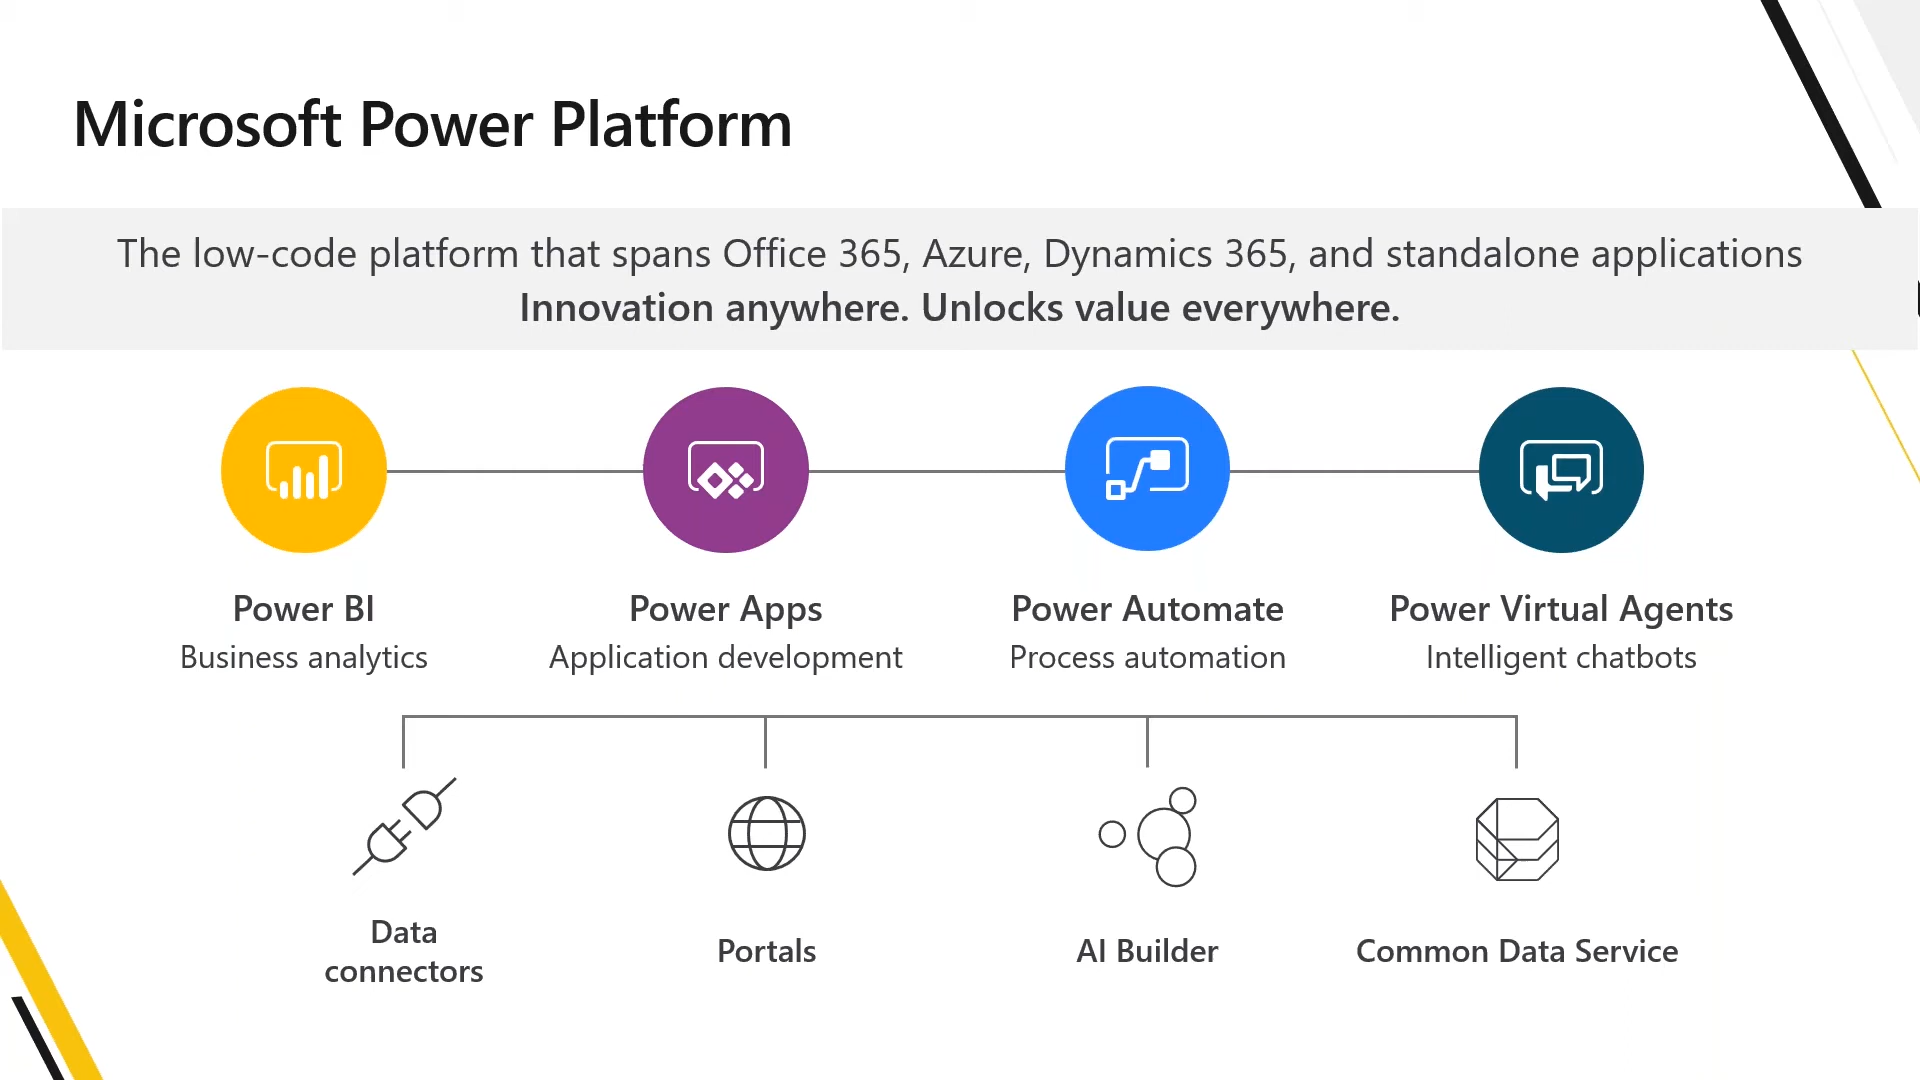 Microsoft Power Platform
The low-code platform that spans Office 365, Azure, Dynamics 365, and standalone applications
Innovation anywhere. Unlocks value everywhere.
Power BI
Business analytics
Power Apps
Application development
Power Automate
Process automation
Power Virtual Agents
Intelligent chatbots
Data
connectors
Portals
AI Builder
Common Data Service